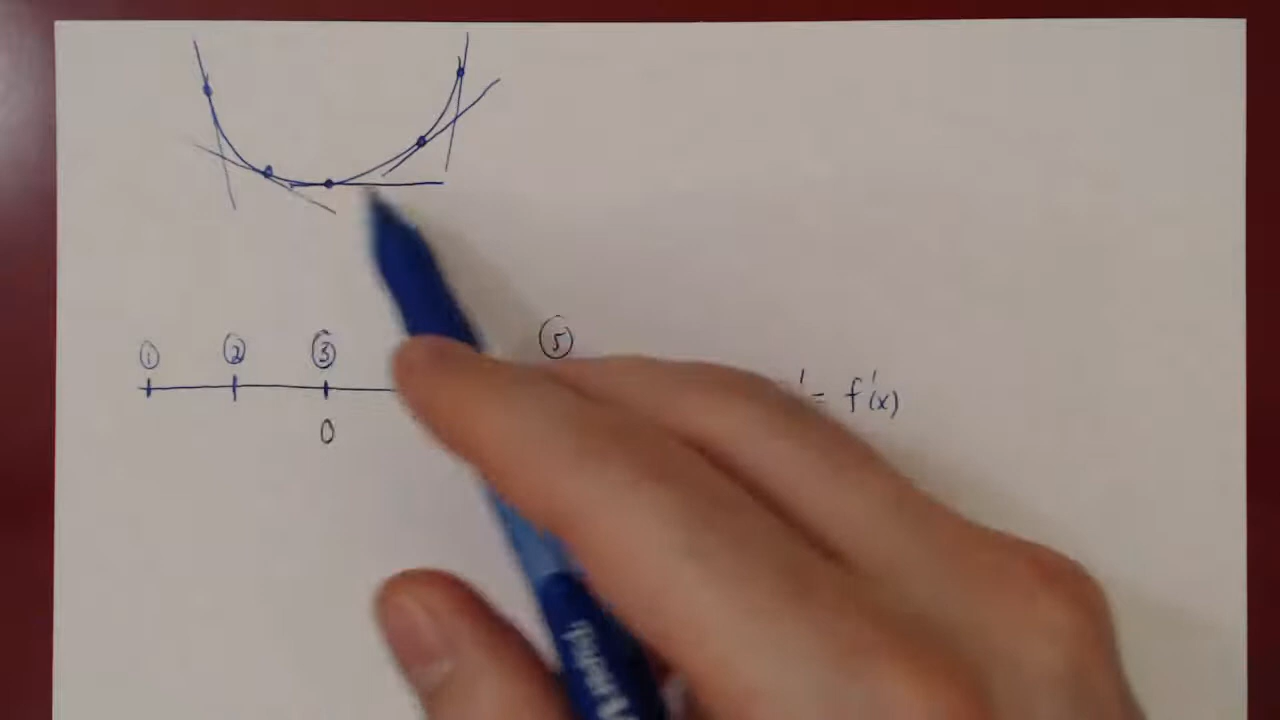 ① ② ③ ⑤
0
' = f'(x)